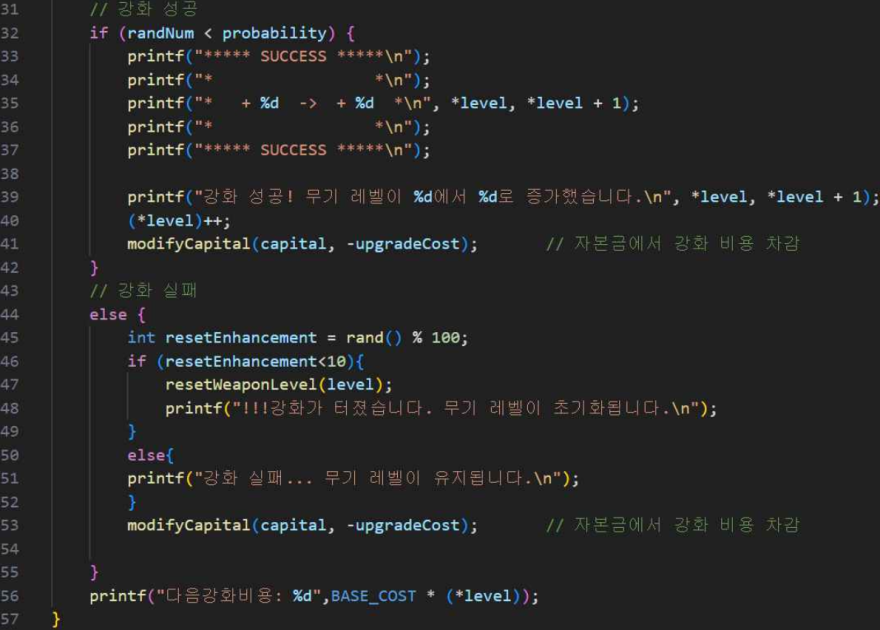 31 // 강화 성공
32 if (randNum < probability) {
33 printf("***** SUCCESS *****\n");
34 printf("*                 *\n");
35 printf("*   + %d  ->  + %d  *\n", *level, *level + 1);
36 printf("*                 *\n");
37 printf("***** SUCCESS *****\n");
38
39 printf("강화 성공! 무기 레벨이 %d에서 %d로 증가했습니다.\n", *level, *level + 1);
40 (*level)++;
41 modifyCapital(capital, -upgradeCost);       // 자본금에서 강화 비용 차감
42 }
43 // 강화 실패
44 else {
45 int resetEnhancement = rand() % 100;
46 if (resetEnhancement<10){
47 resetWeaponLevel(level);
48 printf("!!!강화가 터졌습니다. 무기 레벨이 초기화됩니다.\n");
49 }
50 else{
51 printf("강화 실패... 무기 레벨이 유지됩니다.\n");
52 }
53 modifyCapital(capital, -upgradeCost);       // 자본금에서 강화 비용 차감
54
55 }
56 printf("다음강화비용: %d",BASE_COST * (*level));
57 }